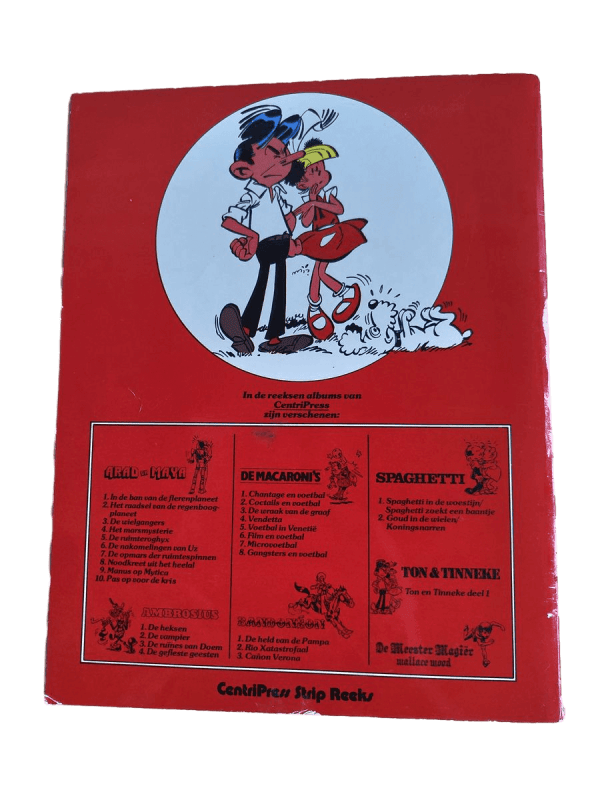 In de reeksen albums van
CentriPress
zijn verschenen:
ARAD EN MAYA
1. In de ban van de fierenplaneet
2. Het raadsel van de regenboog-
planeet
3. De wielgangers
4. Het marsmysterie
5. De ruimteroghys
6. De nakomelingen van Us
7. De opmars der ruimtespinnen
8. Noodkreet uit het heelal
9. Manus op Mytica
10. Pas op voor de kris
AMBROSIUS
1. De heksen
2. De vampier
3. De ruïnes van Doem
4. De gefleste geesten
DE MACARONI'S
1. Chantage en voetbal
2. Coctails en voetbal
3. De wraak van de graaf
4. Vendetta
5. Voetbal in Venetië
6. Film en voetbal
7. Microvoetbal
8. Gangsters en voetbal
1. De held van de Pampa
2. Rio Xatastrofaal
3. Cañon Verona
SPAGHETTI
1. Spaghetti in de woestijn/
Spaghetti zoekt een baantje
2. Goud in de wielen/
Koningsnarren
TON & TINNEKE
Ton en Tinneke deel 1
De Meester Magiër
wallace wood
CentriPress Strip Reeks